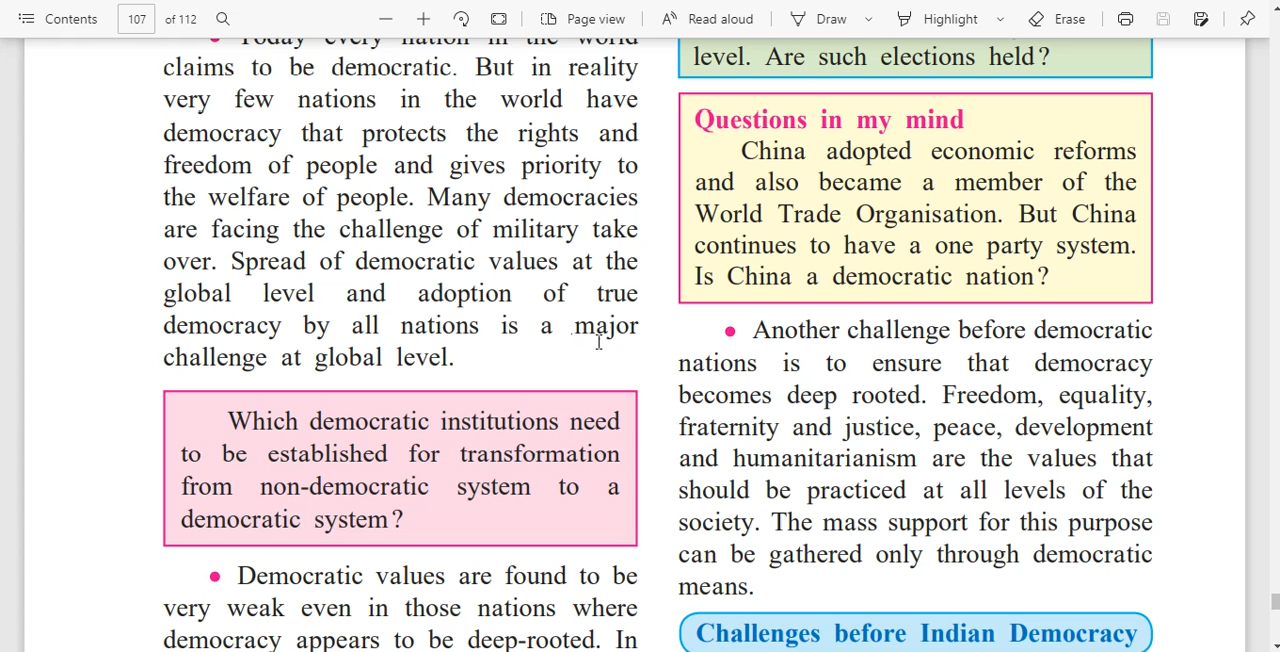 Contents
107
of 112
Page view
Read aloud
Draw
Highlight
Erase
• Today every nation in the world
claims to be democratic. But in reality
very few nations in the world have
democracy that protects the rights and
freedom of people and gives priority to
the welfare of people. Many democracies
are facing the challenge of military take
over. Spread of democratic values at the
global level and adoption of true
democracy by all nations is a major
challenge at global level.
Which democratic institutions need
to be established for transformation
from non-democratic system to a
democratic system?
• Democratic values are found to be
very weak even in those nations where
democracy appears to be deep-rooted. In
level. Are such elections held?
Questions in my mind
China adopted economic reforms
and also became a member of the
World Trade Organisation. But China
continues to have a one party system.
Is China a democratic nation?
• Another challenge before democratic
nations is to ensure that democracy
becomes deep rooted. Freedom, equality,
fraternity and justice, peace, development
and humanitarianism are the values that
should be practiced at all levels of the
society. The mass support for this purpose
can be gathered only through democratic
means.
Challenges before Indian Democracy